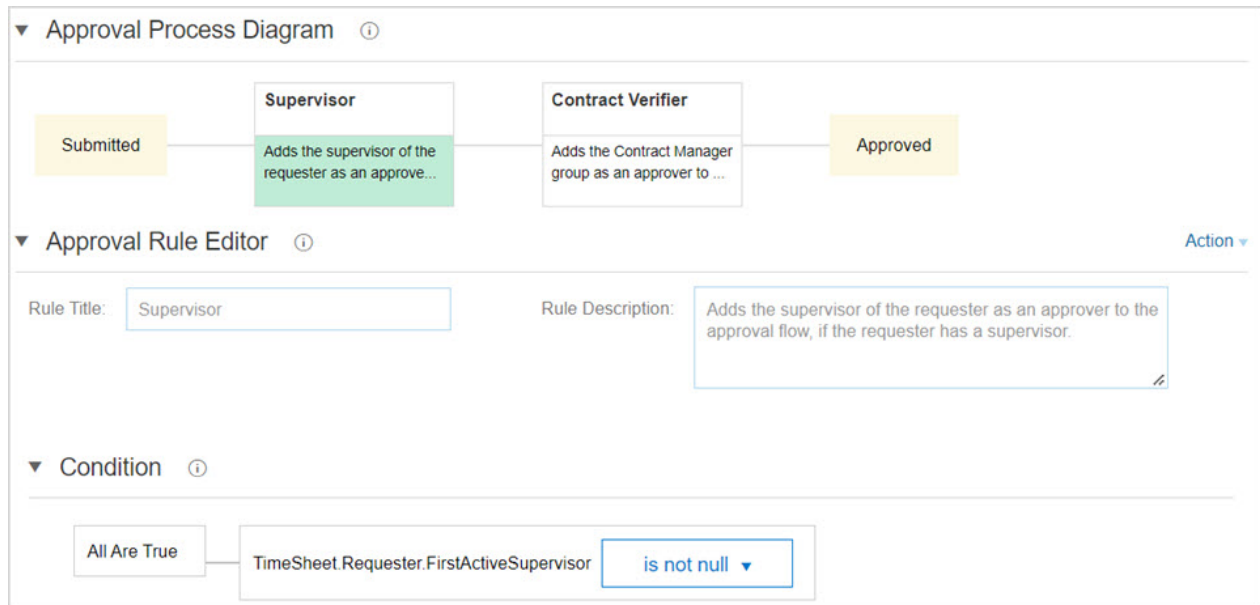 Approval Process Diagram
Submitted
Supervisor
Adds the supervisor of the
requester as an approve...
Contract Verifier
Adds the Contract Manager
group as an approver to ...
Approved
Approval Rule Editor
Action
Rule Title:
Supervisor
Rule Description:
Adds the supervisor of the requester as an approver to the
approval flow, if the requester has a supervisor.
Condition
All Are True
TimeSheet.Requester.FirstActiveSupervisor
is not null